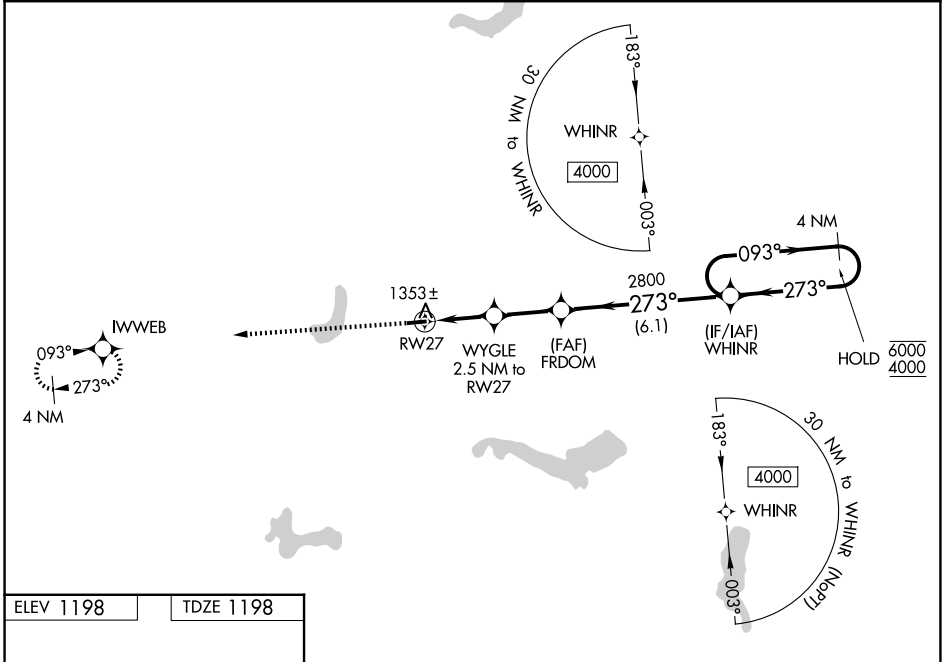 183°
30 NM to WHINR
WHINR
4000
003°
4 NM
093°
2800
273°
273°
(6.1)
(IF/IAF)
WHINR
HOLD
6000
4000
1353±
RW27
WYGLE
2.5 NM to
RW27
(FAF)
FRDOM
IWWEB
093°
273°
4 NM
183°
30 NM to WHINR (NoPT)
4000
WHINR
003°
ELEV 1198
TDZE 1198